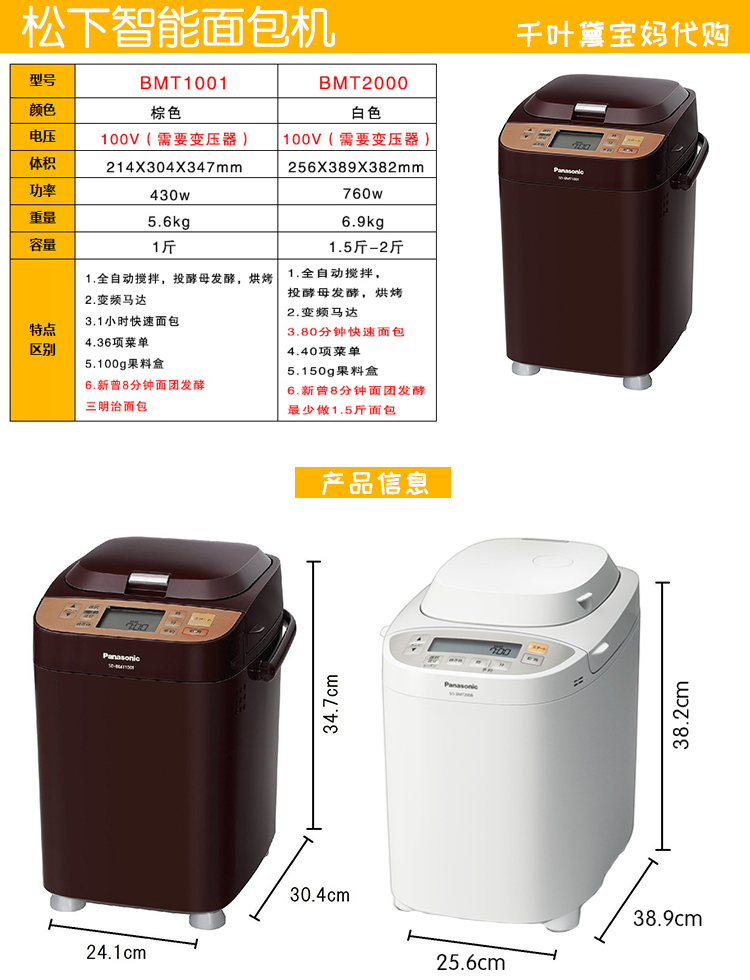 松下智能面包机
千叶黛宝妈代购
型号 BMT1001 BMT2000
颜色 棕色 白色
电压 100V（需要变压器） 100V（需要变压器）
体积 214X304X347mm 256X389X382mm
功率 430w 760w
重量 5.6kg 6.9kg
容量 1斤 1.5斤-2斤
特点
区别
1.全自动搅拌，投酵母发酵，烘烤
2.变频马达
3.1小时快速面包
4.36项菜单
5.100g果料盒
6.新曾8分钟面团发酵
三明治面包
1.全自动搅拌，
投酵母发酵，烘烤
2.变频马达
3.80分钟快速面包
4.40项菜单
5.150g果料盒
6.新曾8分钟面团发酵
最少做1.5斤面包
Panasonic
SD-BMT1001
产品信息
Panasonic
SD-BMT1001
34.7cm
30.4cm
24.1cm
Panasonic
38.2cm
38.9cm
25.6cm